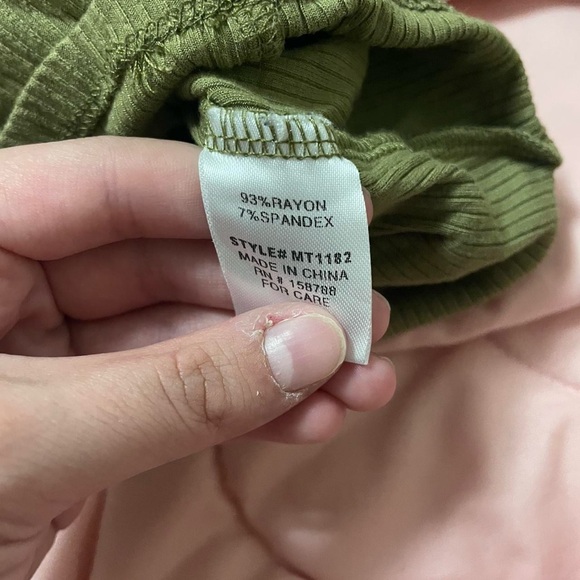 93%RAYON
7%SPANDEX
STYLE# MT1182
MADE IN CHINA
RN # 158788
FOR CARE